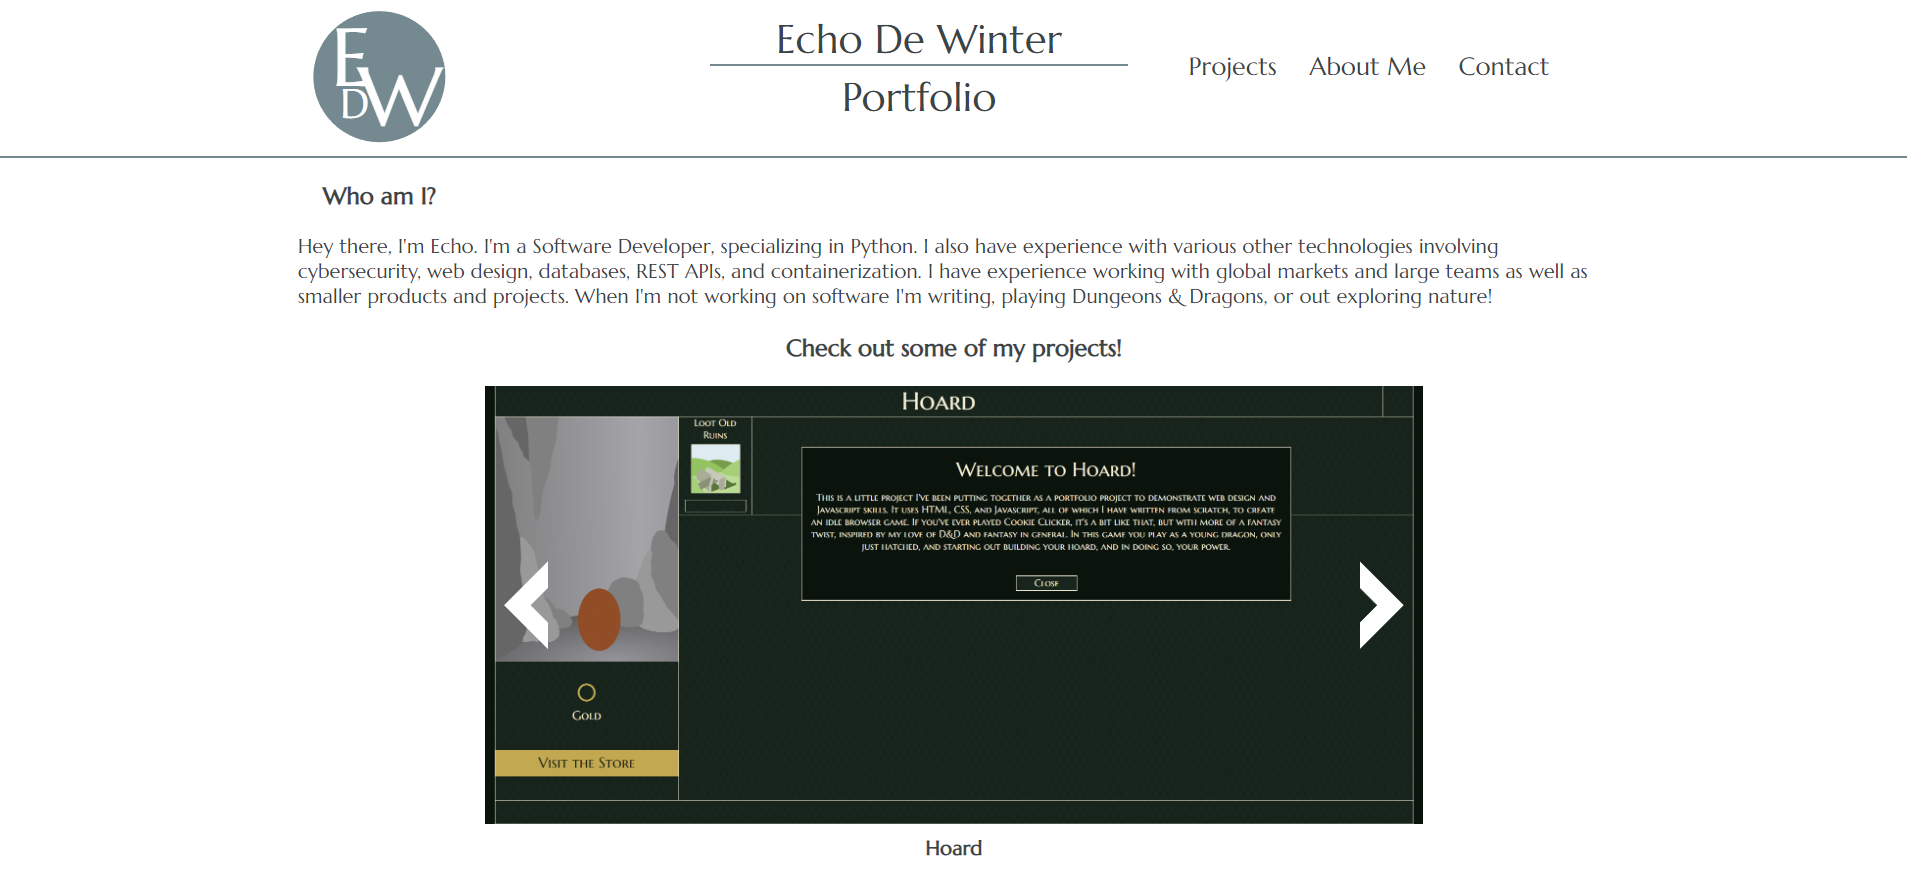 EDW
Echo De Winter
Portfolio
Projects About Me Contact
Who am I?
Hey there, I'm Echo. I'm a Software Developer, specializing in Python. I also have experience with various other technologies involving
cybersecurity, web design, databases, REST APIs, and containerization. I have experience working with global markets and large teams as well as
smaller products and projects. When I'm not working on software I'm writing, playing Dungeons & Dragons, or out exploring nature!
Check out some of my projects!
Hoard
Loot Old
Ruins
Welcome to Hoard!
This is a little project I've been putting together as a portfolio project to demonstrate web design and
Javascript skills. It uses HTML, CSS, and Javascript, all of which I have written from scratch, to create
an idle browser game. If you've ever played Cookie Clicker, it's a bit like that, but with more of a fantasy
twist, inspired by my love of D&D and fantasy in general. In this game you play as a young dragon, only
just hatched, and starting out building your hoard, and in doing so, your power.
Close
Gold
Visit the Store
Hoard